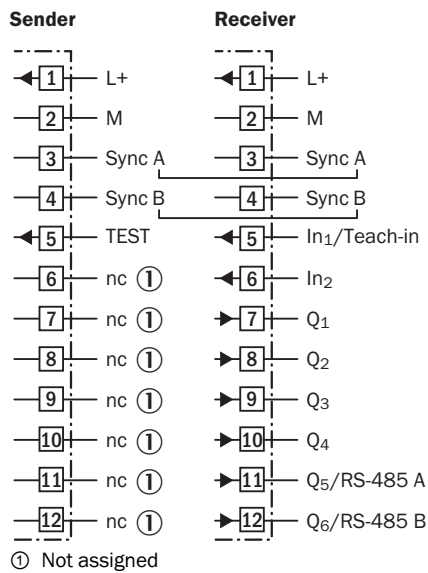 Sender Receiver
1 L+ 1 L+
2 M 2 M
3 Sync A 3 Sync A
4 Sync B 4 Sync B
5 TEST 5 In1/Teach-in
6 nc ① 6 In2
7 nc ① 7 Q1
8 nc ① 8 Q2
9 nc ① 9 Q3
10 nc ① 10 Q4
11 nc ① 11 Q5/RS-485 A
12 nc ① 12 Q6/RS-485 B
① Not assigned